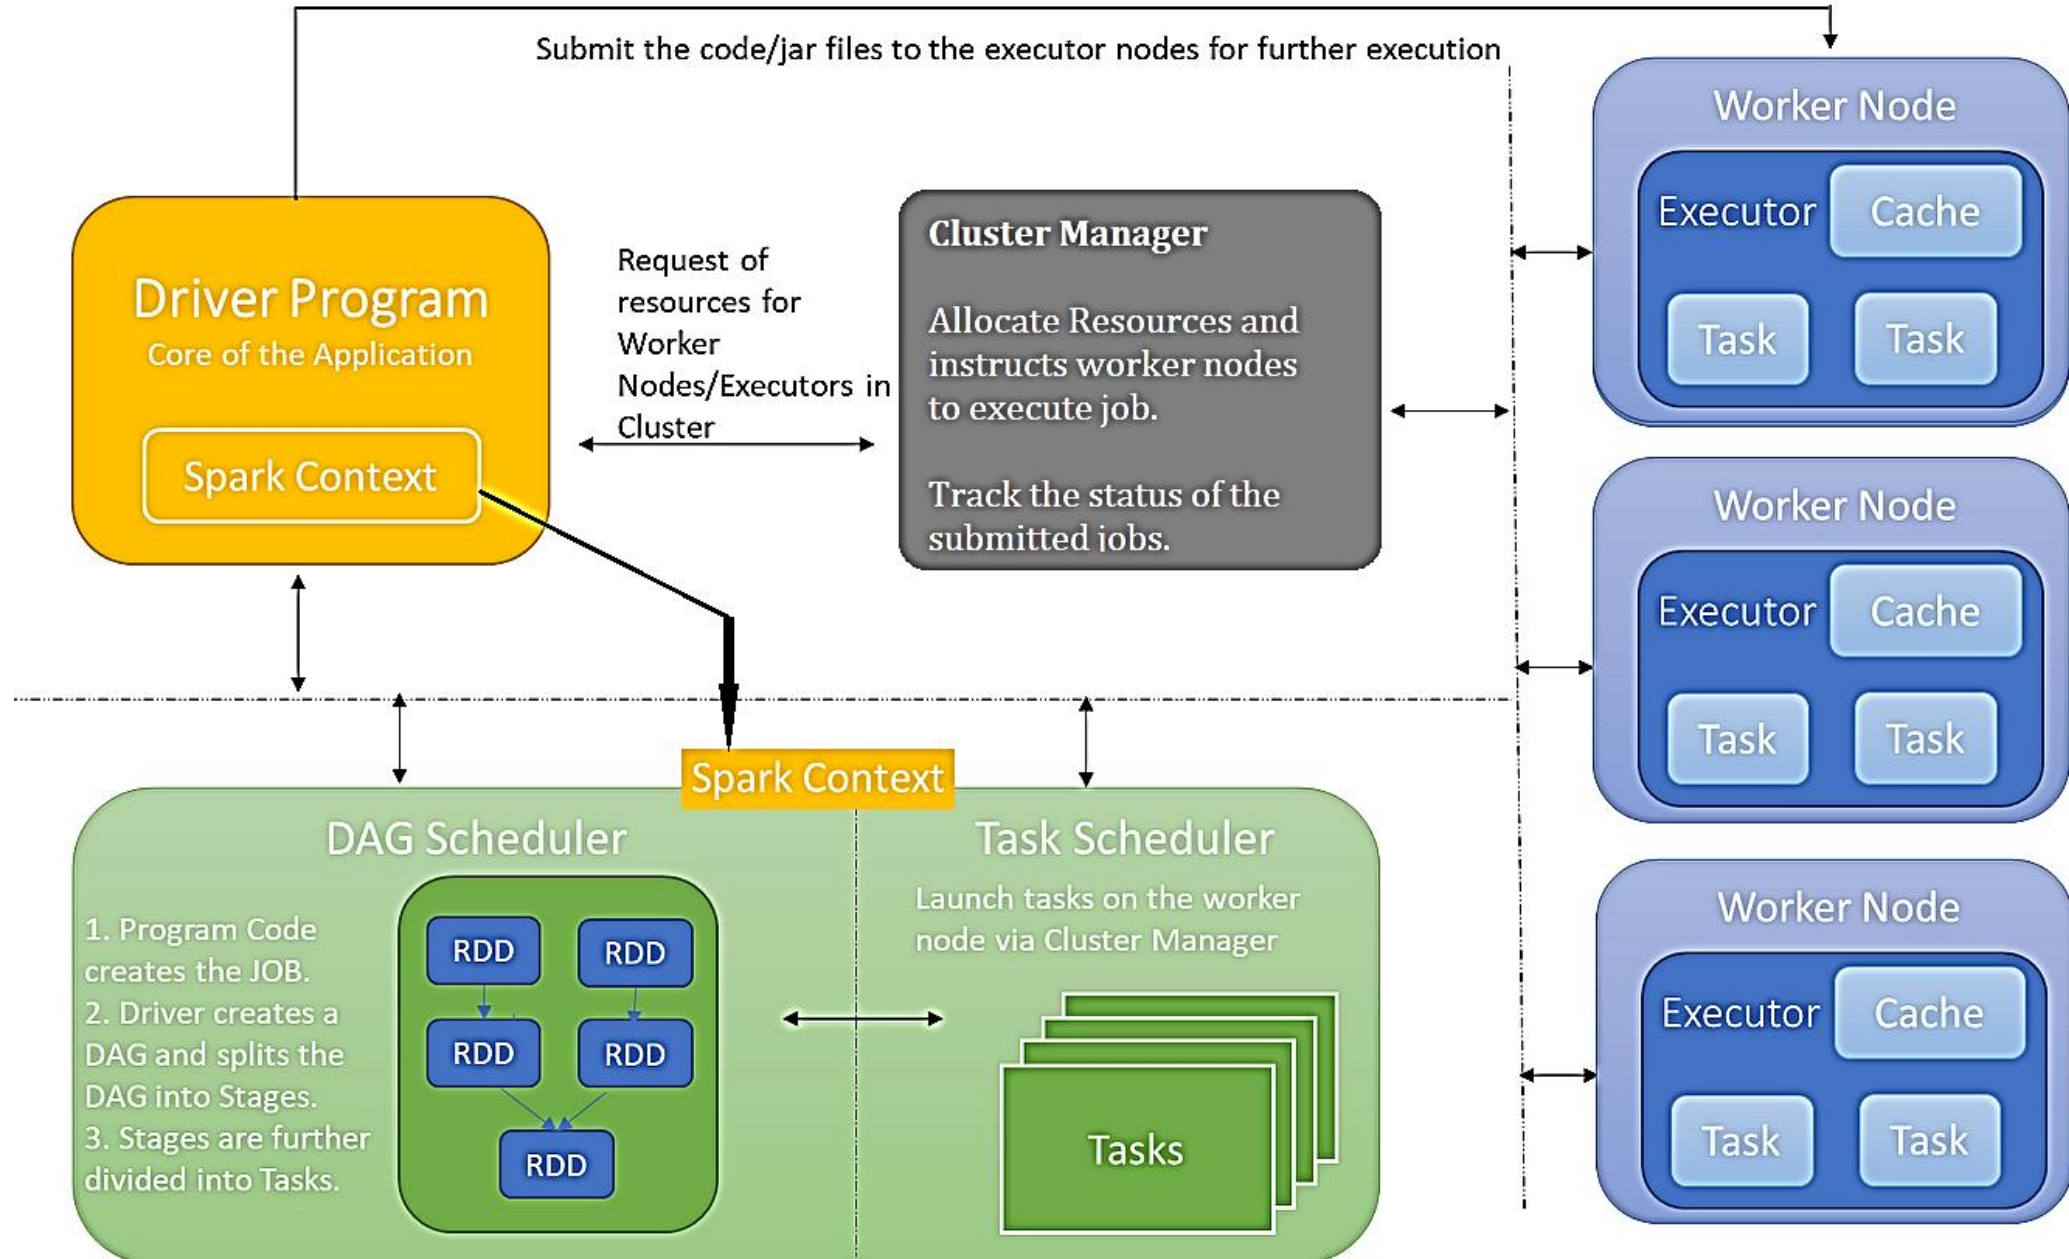 Submit the code/jar files to the executor nodes for further execution
Driver Program
Core of the Application
Spark Context
Request of
resources for
Worker
Nodes/Executors in
Cluster
Cluster Manager
Allocate Resources and
instructs worker nodes
to execute job.
Track the status of the
submitted jobs.
Worker Node
Executor
Cache
Task
Task
Worker Node
Executor
Cache
Task
Task
Worker Node
Executor
Cache
Task
Task
Spark Context
DAG Scheduler
1. Program Code
creates the JOB.
2. Driver creates a
DAG and splits the
DAG into Stages.
3. Stages are further
divided into Tasks.
RDD
RDD
RDD
RDD
RDD
Task Scheduler
Launch tasks on the worker
node via Cluster Manager
Tasks